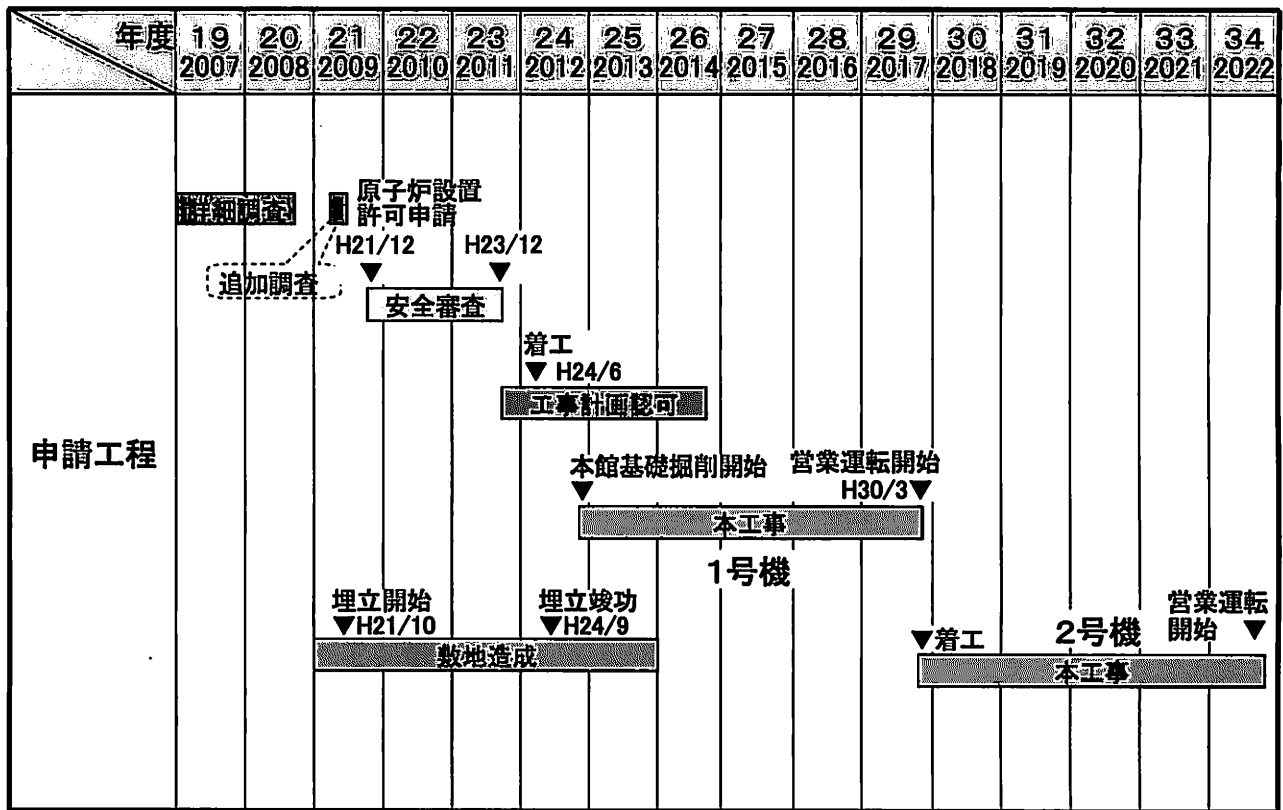 年度 19 20 21 22 23 24 25 26 27 28 29 30 31 32 33 34
2007 2008 2009 2010 2011 2012 2013 2014 2015 2016 2017 2018 2019 2020 2021 2022
詳細調査
原子炉設置
許可申請
H21/12 H23/12
▼ ▼
追加調査
安全審査
着工
▼ H24/6
工事計画認可
申請工程
本館基礎掘削開始 営業運転開始
▼ H30/3▼
本工事
1号機
埋立開始 埋立竣功 営業運転
▼H21/10 ▼H24/9 ▼着工 2号機 開始 ▼
敷地造成 本工事